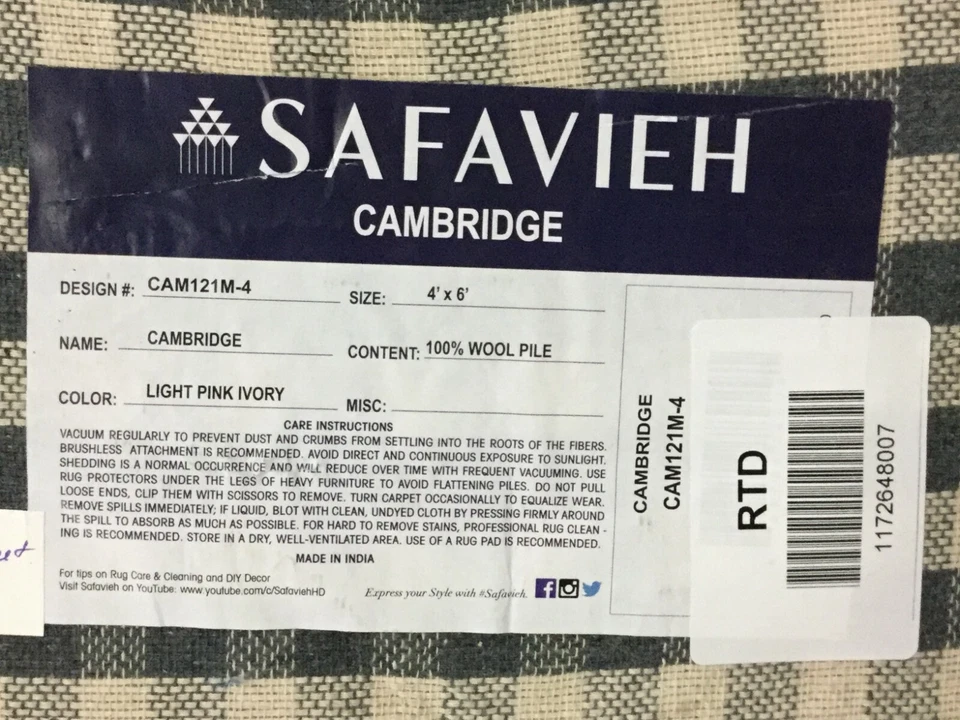 SAFAVIEH
CAMBRIDGE
DESIGN #: CAM121M-4
SIZE: 4' x 6'
NAME: CAMBRIDGE
CONTENT: 100% WOOL PILE
COLOR: LIGHT PINK IVORY
MISC:
CARE INSTRUCTIONS
VACUUM REGULARLY TO PREVENT DUST AND CRUMBS FROM SETTLING INTO THE ROOTS OF THE FIBERS.
BRUSHLESS ATTACHMENT IS RECOMMENDED. AVOID DIRECT AND CONTINUOUS EXPOSURE TO SUNLIGHT.
SHEDDING IS A NORMAL OCCURRENCE AND WILL REDUCE OVER TIME WITH FREQUENT VACUUMING. USE
RUG PROTECTORS UNDER THE LEGS OF HEAVY FURNITURE TO AVOID FLATTENING PILES. DO NOT PULL
LOOSE ENDS, CLIP THEM WITH SCISSORS TO REMOVE. TURN CARPET OCCASIONALLY TO EQUALIZE WEAR.
REMOVE SPILLS IMMEDIATELY; IF LIQUID, BLOT WITH CLEAN, UNDYED CLOTH BY PRESSING FIRMLY AROUND
THE SPILL TO ABSORB AS MUCH AS POSSIBLE. FOR HARD TO REMOVE STAINS, PROFESSIONAL RUG CLEAN -
ING IS RECOMMENDED. STORE IN A DRY, WELL-VENTILATED AREA. USE OF A RUG PAD IS RECOMMENDED.
MADE IN INDIA
For tips on Rug Care & Cleaning and DIY Decor
Visit Safavieh on YouTube: www.youtube.com/c/SafaviehHD
Express your Style with #Safavieh.
CAMBRIDGE
CAM121M-4
RTD
1172648007